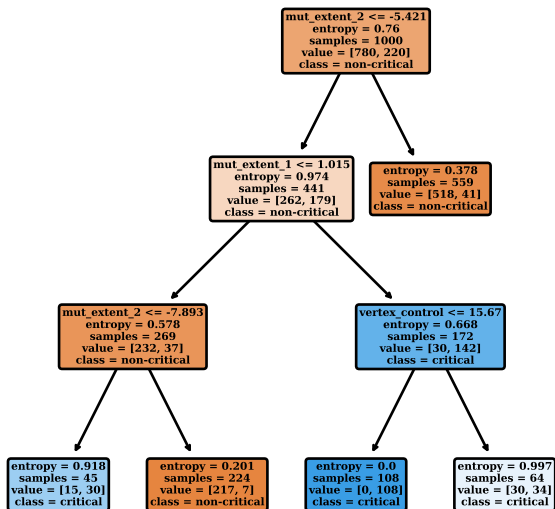 mut_extent_2 <= -5.421
entropy = 0.76
samples = 1000
value = [780, 220]
class = non-critical
mut_extent_1 <= 1.015
entropy = 0.974
samples = 441
value = [262, 179]
class = non-critical
entropy = 0.378
samples = 559
value = [518, 41]
class = non-critical
mut_extent_2 <= -7.893
entropy = 0.578
samples = 269
value = [232, 37]
class = non-critical
vertex_control <= 15.67
entropy = 0.668
samples = 172
value = [30, 142]
class = critical
entropy = 0.918
samples = 45
value = [15, 30]
class = critical
entropy = 0.201
samples = 224
value = [217, 7]
class = non-critical
entropy = 0.0
samples = 108
value = [0, 108]
class = critical
entropy = 0.997
samples = 64
value = [30, 34]
class = critical